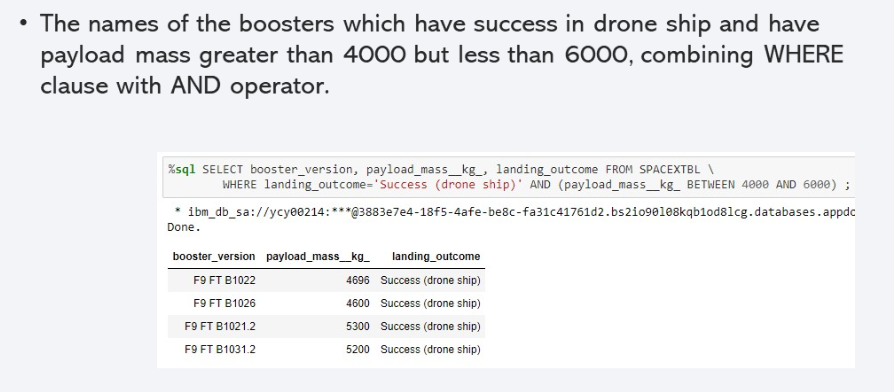 • The names of the boosters which have success in drone ship and have
payload mass greater than 4000 but less than 6000, combining WHERE
clause with AND operator.
%sql SELECT booster_version, payload_mass__kg_, landing_outcome FROM SPACEXTBL \
WHERE landing_outcome='Success (drone ship)' AND (payload_mass__kg_ BETWEEN 4000 AND 6000) ;
* ibm_db_sa://ycy00214:***@3883e7e4-18f5-4afe-be8c-fa31c41761d2.bs2io90l08kqb1od8lcg.databases.appdo
Done.
booster_version payload_mass__kg_ landing_outcome
F9 FT B1022 4696 Success (drone ship)
F9 FT B1026 4600 Success (drone ship)
F9 FT B1021.2 5300 Success (drone ship)
F9 FT B1031.2 5200 Success (drone ship)